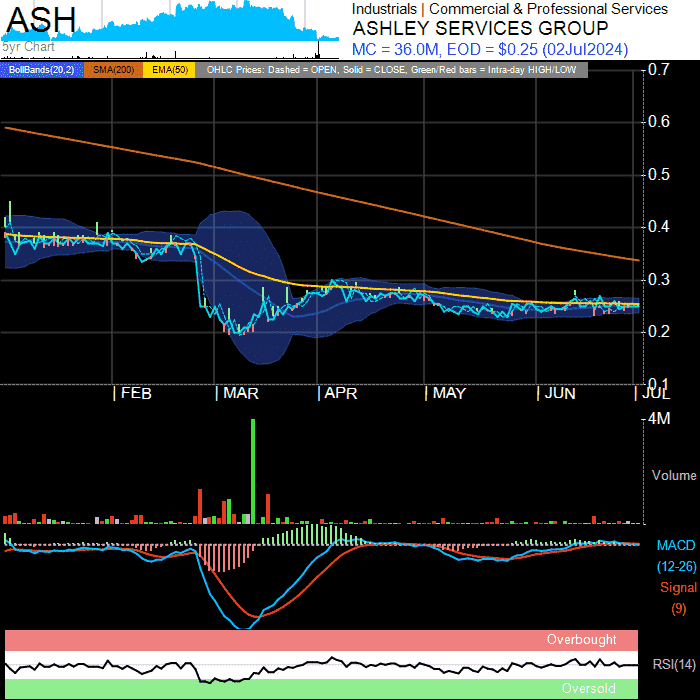 ASH
5yr Chart
Industrials | Commercial & Professional Services
ASHLEY SERVICES GROUP
MC = 36.0M, EOD = $0.25 (02Jul2024)
BollBands(20,2) SMA(200) EMA(50) OHLC Prices: Dashed = OPEN, Solid = CLOSE, Green/Red bars = Intra-day HIGH/LOW
0.7
0.6
0.5
0.4
0.3
0.2
0.1
FEB MAR APR MAY JUN JUL
4M
Volume
MACD
(12-26)
Signal
(9)
Overbought
RSI(14)
Oversold